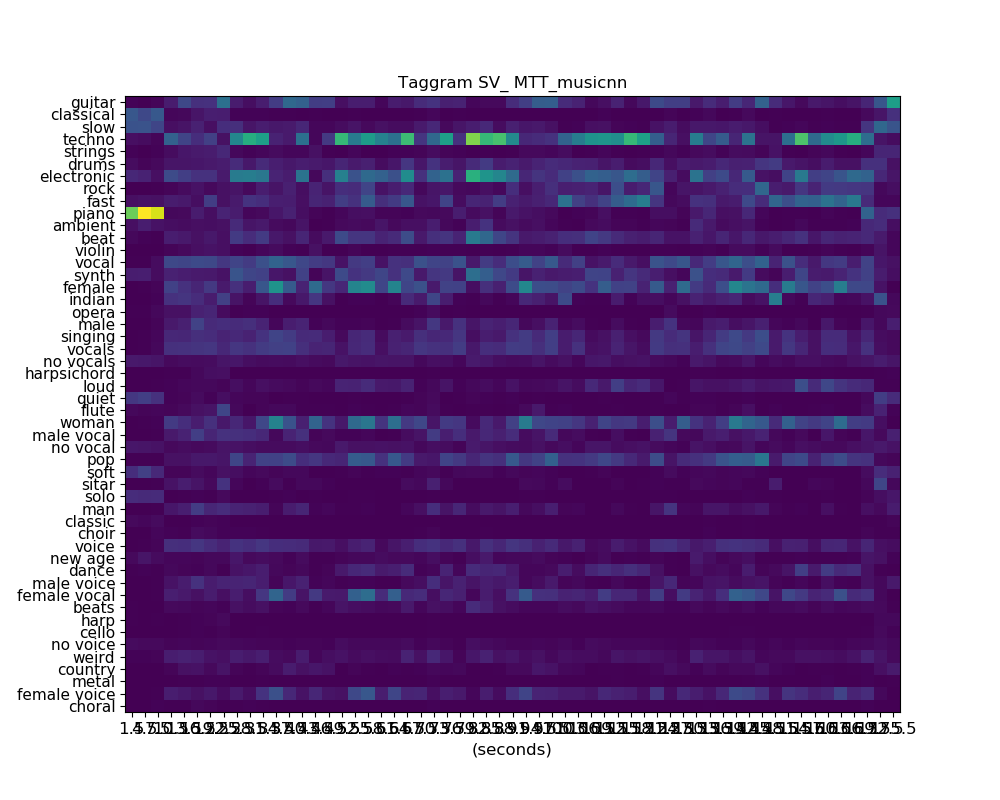 Taggram SV_ MTT_musicnn
guitar
classical
slow
techno
strings
drums
electronic
rock
fast
piano
ambient
beat
violin
vocal
synth
female
indian
opera
male
singing
vocals
no vocals
harpsichord
loud
quiet
flute
woman
male vocal
no vocal
pop
soft
sitar
solo
man
classic
choir
voice
new age
dance
male voice
female vocal
beats
harp
cello
no voice
weird
country
metal
female voice
choral
(seconds)